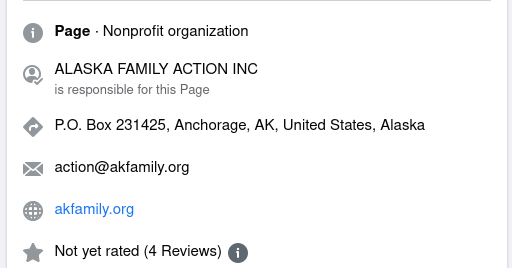 Page · Nonprofit organization
ALASKA FAMILY ACTION INC
is responsible for this Page
P.O. Box 231425, Anchorage, AK, United States, Alaska
action@akfamily.org
akfamily.org
Not yet rated (4 Reviews)